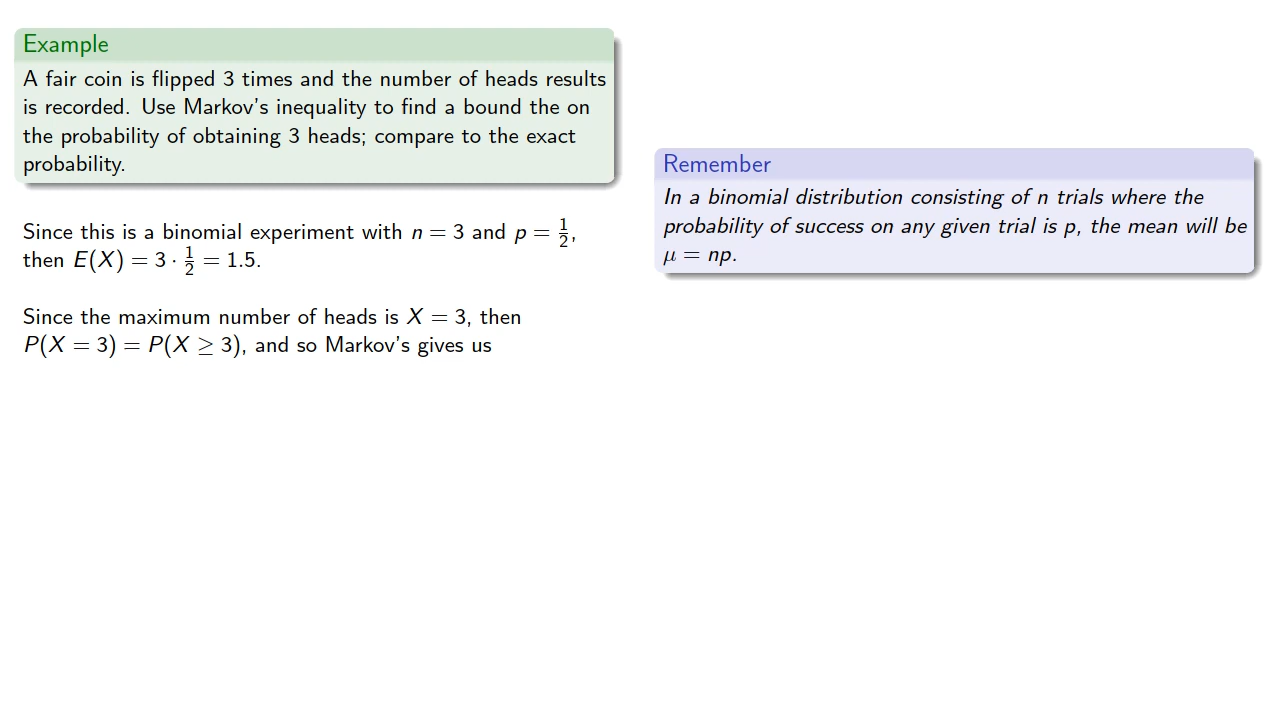 Example
A fair coin is flipped 3 times and the number of heads results
is recorded. Use Markov's inequality to find a bound the on
the probability of obtaining 3 heads; compare to the exact
probability.
Since this is a binomial experiment with n = 3 and p = 1/2,
then E(X) = 3 · 1/2 = 1.5.
Since the maximum number of heads is X = 3, then
P(X = 3) = P(X ≥ 3), and so Markov's gives us
Remember
In a binomial distribution consisting of n trials where the
probability of success on any given trial is p, the mean will be
μ = np.